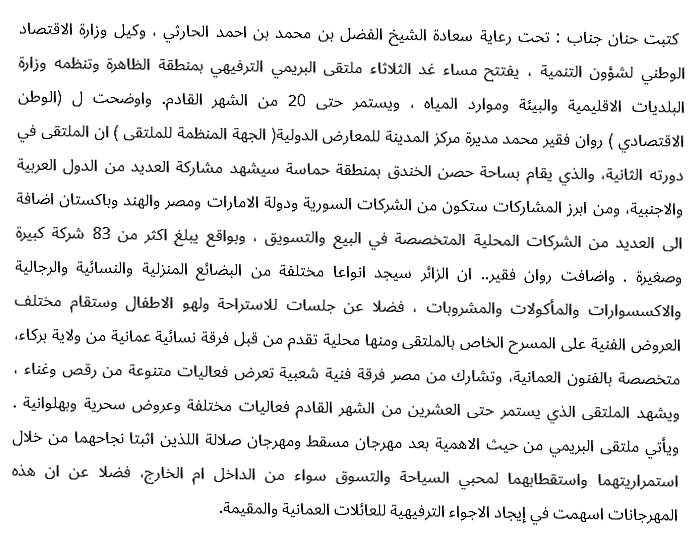 كتبت حنان جناب : تحت رعاية سعادة الشيخ الفضل بن محمد بن احمد الحارثي ، وكيل وزارة الاقتصاد
الوطني لشؤون التنمية ، يفتتح مساء غد الثلاثاء ملتقى البريمي الترفيهي بمنطقة الظاهرة وتنظمه وزارة
البلديات الاقليمية والبيئة وموارد المياه ، ويستمر حتى 20 من الشهر القادم. واوضحت ل (الوطن
الاقتصادي ) روان فقير محمد مديرة مركز المدينة للمعارض الدولية( الجهة المنظمة للملتقى ) ان الملتقى في
دورته الثانية، والذي يقام بساحة حصن الخندق بمنطقة حماسة سيشهد مشاركة العديد من الدول العربية
والاجنبية، ومن ابرز المشاركات ستكون من الشركات السورية ودولة الامارات ومصر والهند وباكستان اضافة
الى العديد من الشركات المحلية المتخصصة في البيع والتسويق ، وبواقع يبلغ اكثر من 83 شركة كبيرة
وصغيرة . واضافت روان فقير.. ان الزائر سيجد انواعا مختلفة من البضائع المنزلية والنسائية والرجالية
والاكسسوارات والمأكولات والمشروبات ، فضلا عن جلسات للاستراحة ولهو الاطفال وستقام مختلف
العروض الفنية على المسرح الخاص بالملتقى ومنها محلية تقدم من قبل فرقة نسائية عمانية من ولاية بركاء،
متخصصة بالفنون العمانية، وتشارك من مصر فرقة فنية شعبية تعرض فعاليات متنوعة من رقص وغناء ،
ويشهد الملتقى الذي يستمر حتى العشرين من الشهر القادم فعاليات مختلفة وعروض سحرية وبهلوانية .
ويأتي ملتقى البريمي من حيث الاهمية بعد مهرجان مسقط ومهرجان صلالة اللذين اثبتا نجاحهما من خلال
استمراريتهما واستقطابهما لمحبي السياحة والتسوق سواء من الداخل ام الخارج، فضلا عن ان هذه
المهرجانات اسهمت في إيجاد الاجواء الترفيهية للعائلات العمانية والمقيمة.